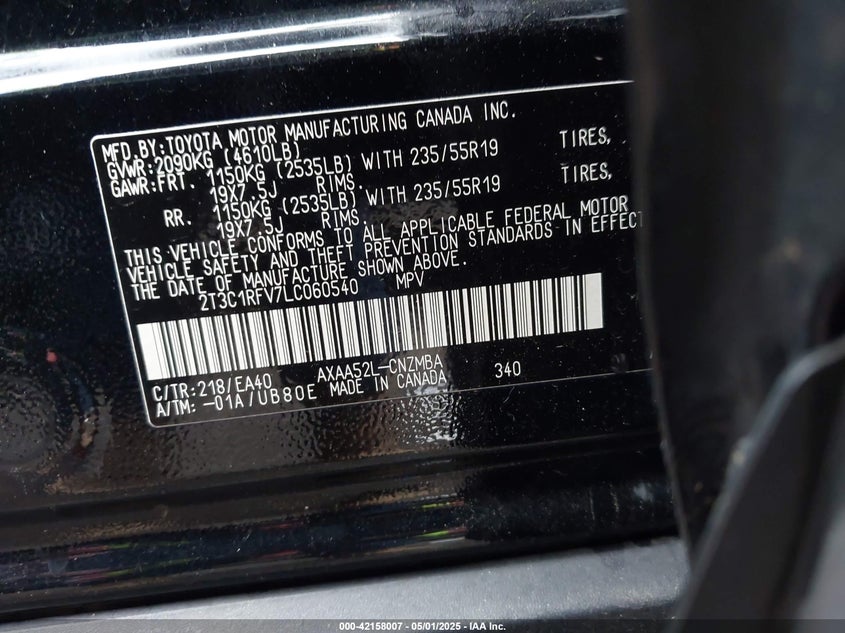 MFD.BY:TOYOTA MOTOR MANUFACTURING CANADA INC.
GVWR:2090KG (4610LB)
GAWR:FRT. 1150KG (2535LB) WITH 235/55R19 TIRES,
19X7.5J RIMS.
RR. 1150KG (2535LB) WITH 235/55R19 TIRES,
19X7.5J RIMS.
THIS VEHICLE CONFORMS TO ALL APPLICABLE FEDERAL MOTOR
VEHICLE SAFETY AND THEFT PREVENTION STANDARDS IN EFFECT
THE DATE OF MANUFACTURE SHOWN ABOVE.
2T3C1RFV7LC060540 MPV
C/TR:218/EA40 AXAA52L-CNZMBA 340
A/TM:-01A/UB80E MADE IN CANADA
000-42158007 - 05/01/2025 - IAA Inc.